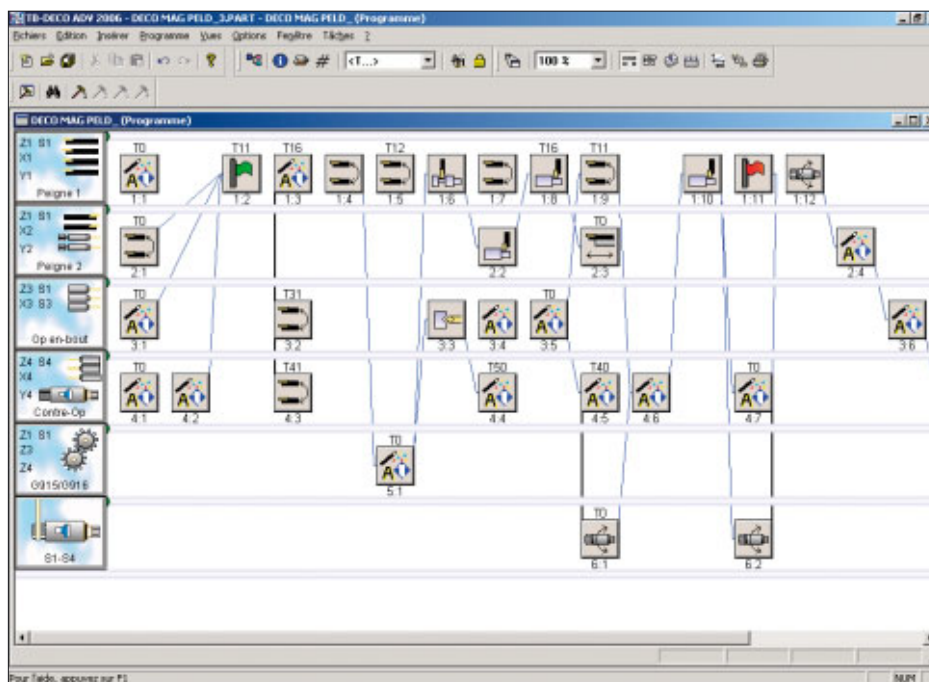 TB-DECO ADV 2006 - DECO MAG PELD_3.PART - DECO MAG PELD_ (Programme)
Fichiers Edition Insérer Programme Vues Options Fenêtre Tâches ?
<T...> 100 %
DECO MAG PELD_ (Programme)
Z1 S1
X1
Y1
Peigne 1
T0 T11 T16 T12 T16 T11
1:1 1:2 1:3 1:4 1:5 1:6 1:7 1:8 1:9 1:10 1:11 1:12
Z1 S1
X2
Y2
Peigne 2
T0 T0
2:1 2:2 2:3 2:4
Z3 S1
X3 S3
Op en-bout
T0 T31 T0
3:1 3:2 3:3 3:4 3:5 3:6
Z4 S4
X4
Y4
Contre-Op
T0 T41 T50 T40 T0
4:1 4:2 4:3 4:4 4:5 4:6 4:7
Z1 S1
Z3
Z4
G915/G916
T0
5:1
S1-S4
T0
6:1 6:2
Pour l'aide, appuyez sur F1
NUM